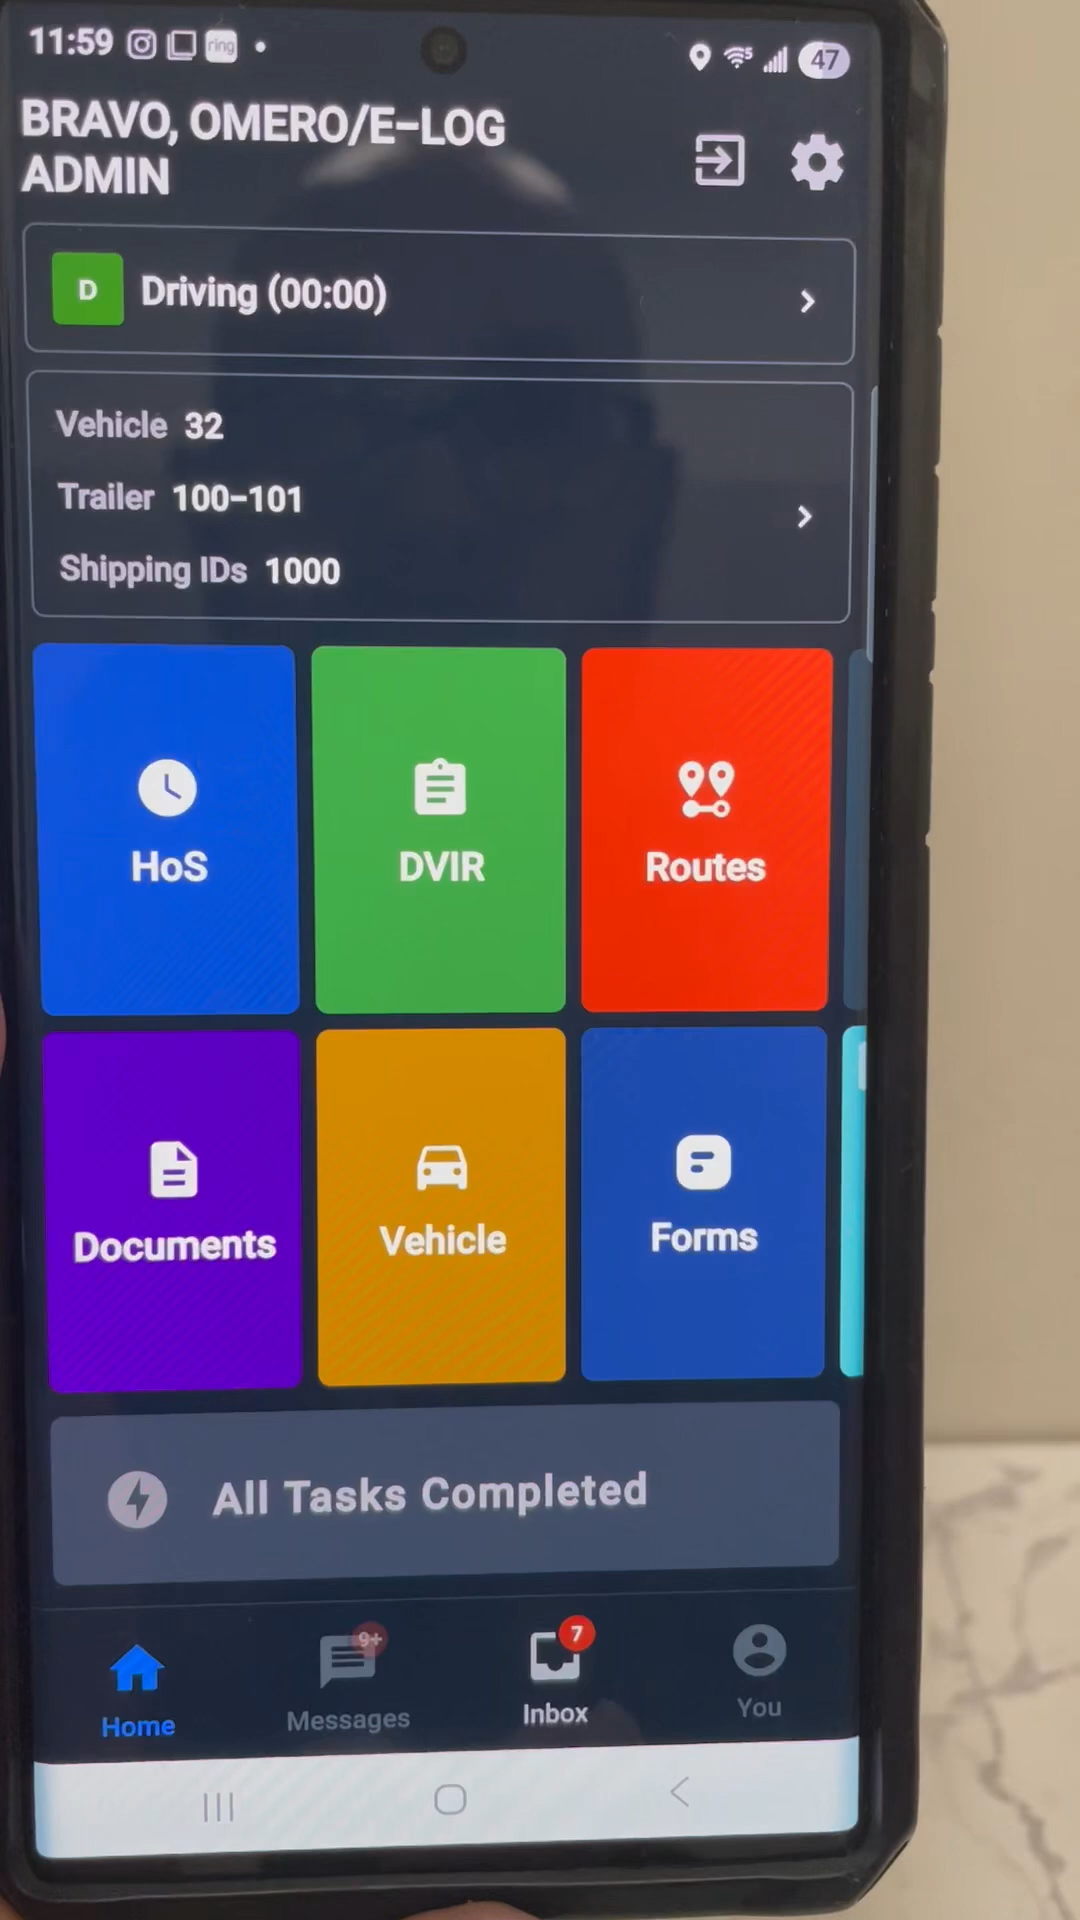 11:59 ring 47
BRAVO, OMERO/E-LOG
ADMIN
D Driving (00:00)
Vehicle 32
Trailer 100-101
Shipping IDs 1000
HoS DVIR Routes
Documents Vehicle Forms
All Tasks Completed
9+ 7
Home Messages Inbox You